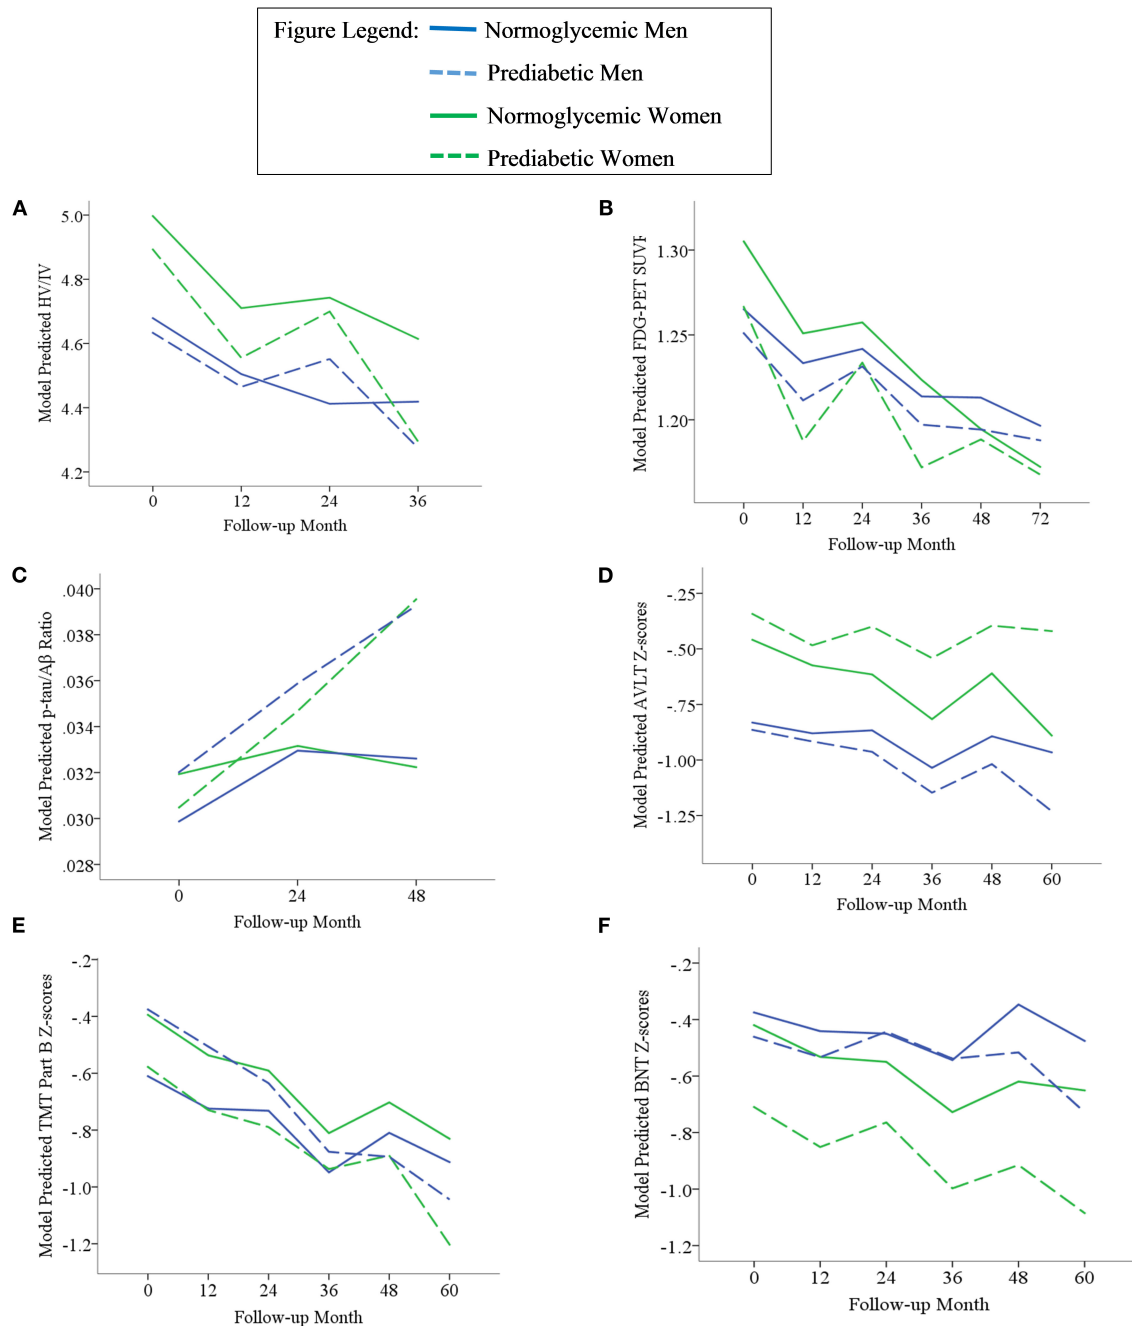 Figure Legend: Normoglycemic Men
Prediabetic Men
Normoglycemic Women
Prediabetic Women
A
Model Predicted HV/IV
5.0
4.8
4.6
4.4
4.2
0 12 24 36
Follow-up Month
B
Model Predicted FDG-PET SUVR
1.30
1.25
1.20
0 12 24 36 48 72
Follow-up Month
C
Model Predicted p-tau/Aβ Ratio
.040
.038
.036
.034
.032
.030
.028
0 24 48
Follow-up Month
D
Model Predicted AVLT Z-scores
-.25
-.50
-.75
-1.00
-1.25
0 12 24 36 48 60
Follow-up Month
E
Model Predicted TMT Part B Z-scores
-.2
-.4
-.6
-.8
-1.0
-1.2
0 12 24 36 48 60
Follow-up Month
F
Model Predicted BNT Z-scores
-.2
-.4
-.6
-.8
-1.0
-1.2
0 12 24 36 48 60
Follow-up Month